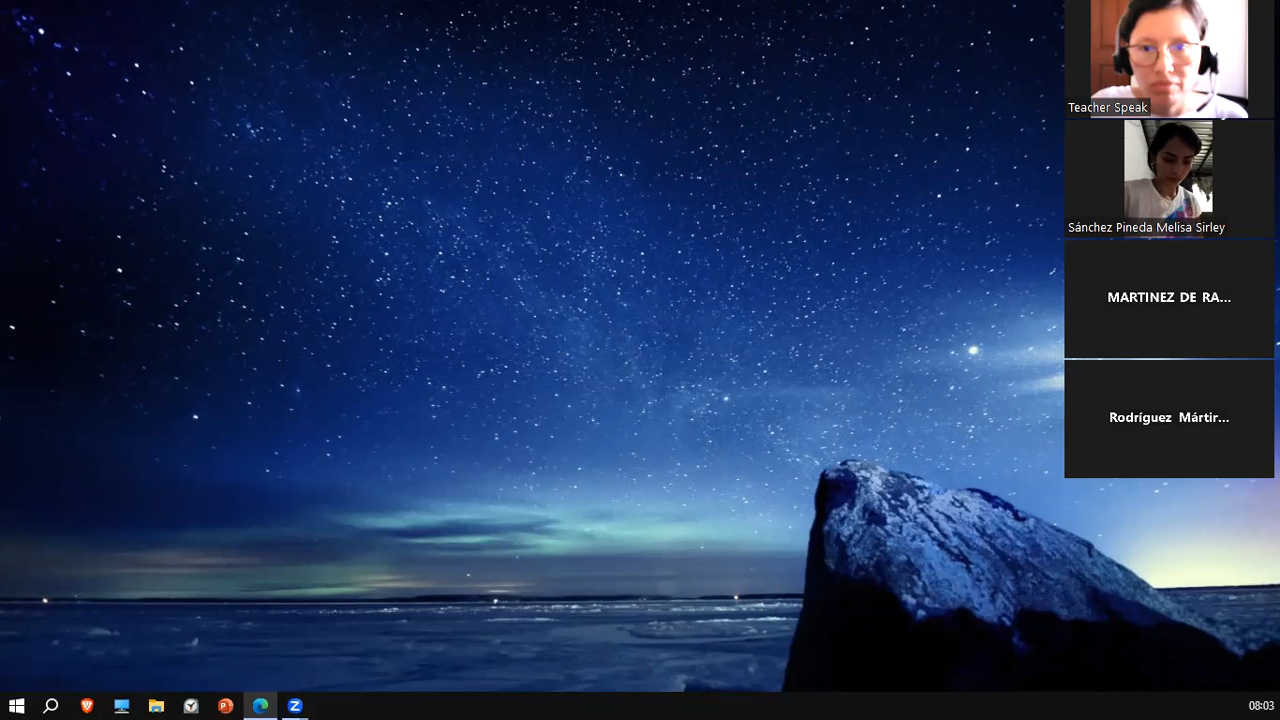 Teacher Speak
Sánchez Pineda Melisa Sirley
MARTINEZ DE RA...
Rodríguez Mártir...
08:03